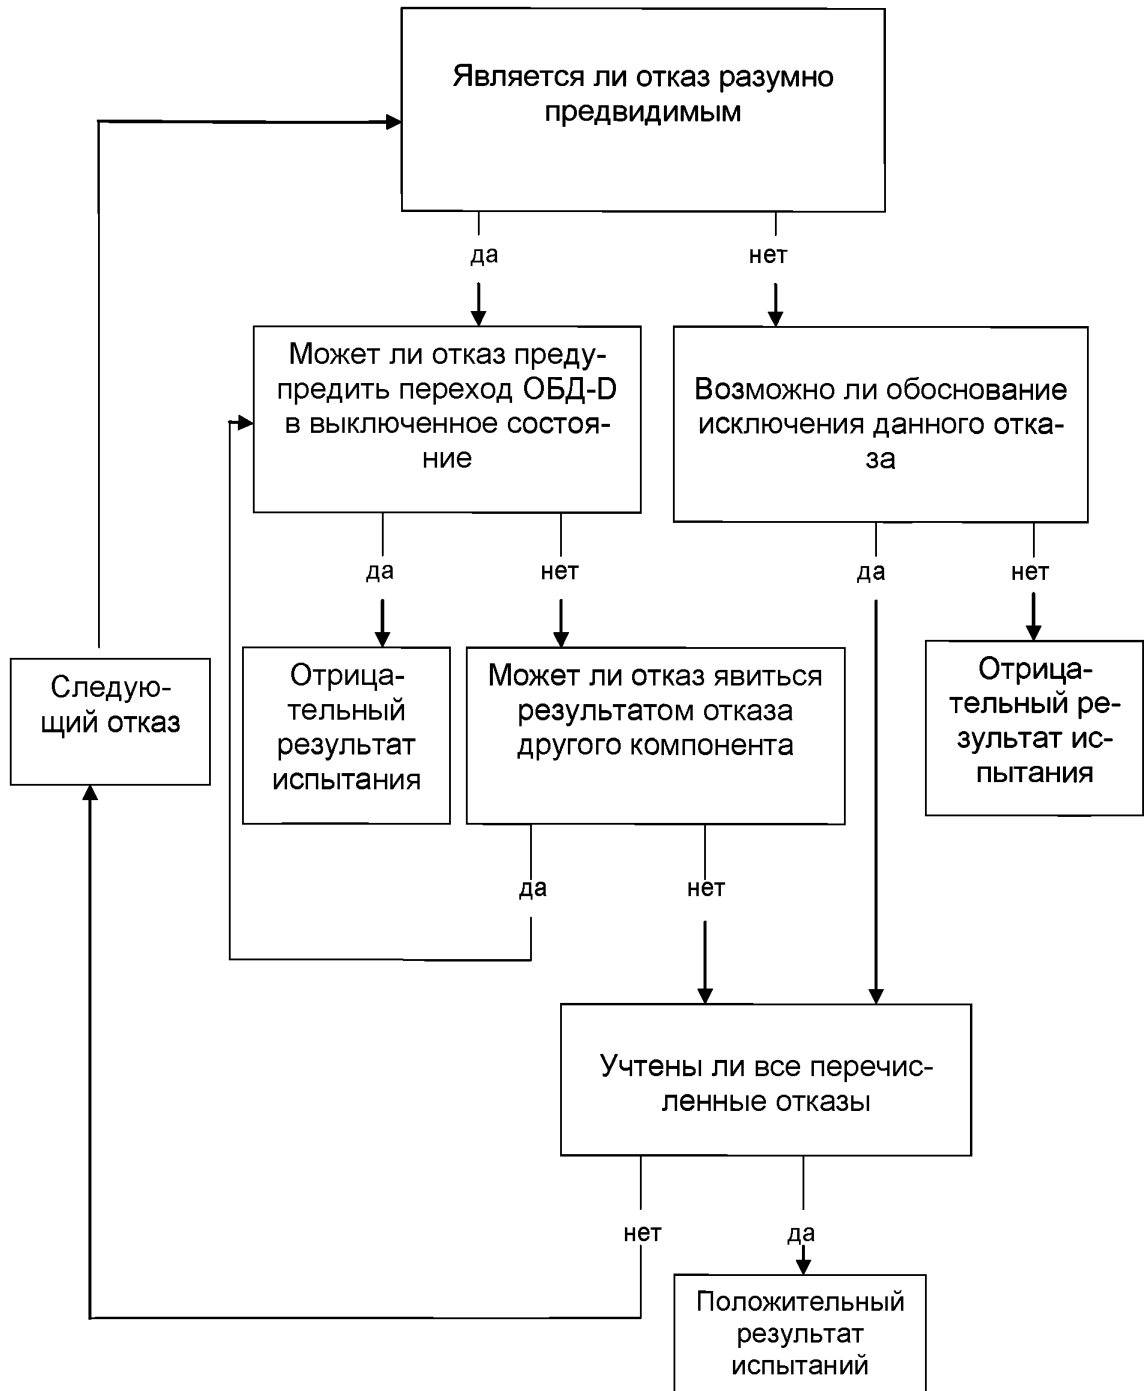 Является ли отказ разумно
предвидимым
да
нет
Может ли отказ преду-
предить переход ОБД-D
в выключенное состоя-
ние
Возможно ли обоснование
исключения данного отка-
за
да
нет
да
нет
Следую-
щий отказ
Отрица-
тельный
результат
испытания
Может ли отказ явиться
результатом отказа
другого компонента
Отрица-
тельный ре-
зультат ис-
пытания
да
нет
Учтены ли все перечис-
ленные отказы
нет
да
Положительный
результат
испытаний